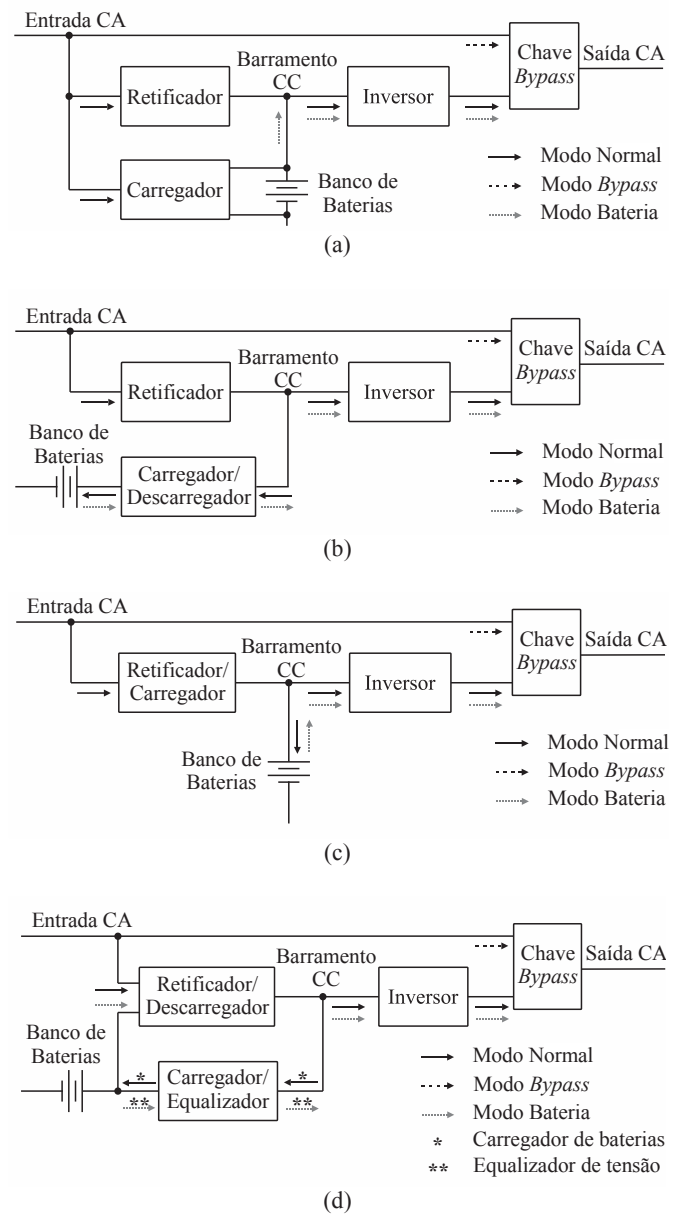 Entrada CA
Chave
Bypass
Saída CA
Barramento
CC
Retificador
Inversor
Carregador
Banco de
Baterias
Modo Normal
Modo Bypass
Modo Bateria
(a)
Entrada CA
Chave
Bypass
Saída CA
Barramento
CC
Retificador
Inversor
Banco de
Baterias
Carregador/
Descarregador
Modo Normal
Modo Bypass
Modo Bateria
(b)
Entrada CA
Chave
Bypass
Saída CA
Barramento
CC
Retificador/
Carregador
Inversor
Banco de
Baterias
Modo Normal
Modo Bypass
Modo Bateria
(c)
Entrada CA
Chave
Bypass
Saída CA
Barramento
CC
Retificador/
Descarregador
Inversor
Banco de
Baterias
* *
Carregador/
Equalizador
** **
Modo Normal
Modo Bypass
Modo Bateria
* Carregador de baterias
** Equalizador de tensão
(d)